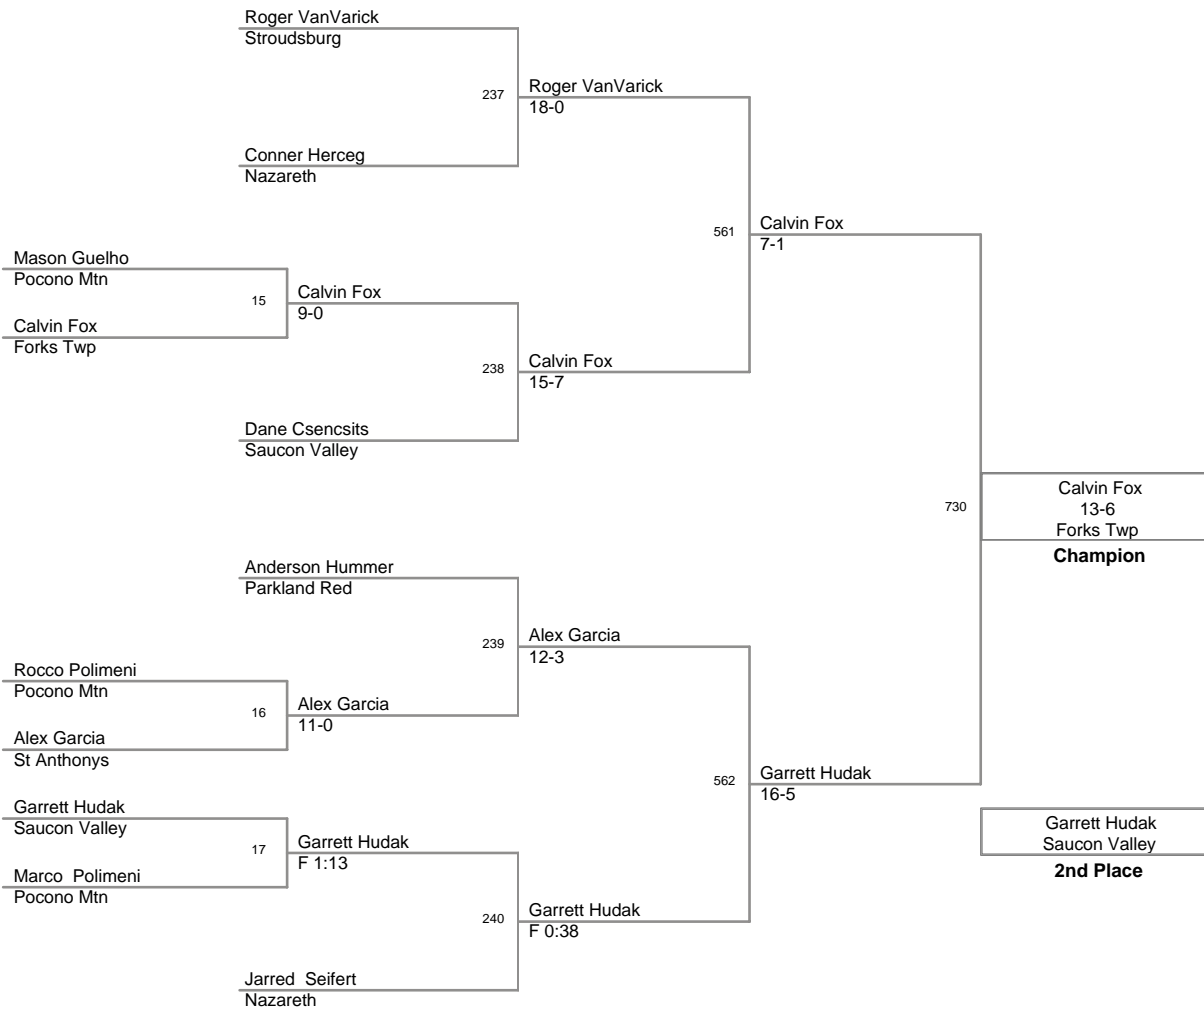 Roger VanVarick
Stroudsburg
237
Roger VanVarick
18-0
Conner Herceg
Nazareth
561
Calvin Fox
7-1
Mason Guelho
Pocono Mtn
15
Calvin Fox
9-0
Calvin Fox
Forks Twp
238
Calvin Fox
15-7
Dane Csencsits
Saucon Valley
730
Calvin Fox
13-6
Forks Twp
Champion
Anderson Hummer
Parkland Red
239
Alex Garcia
12-3
Rocco Polimeni
Pocono Mtn
16
Alex Garcia
11-0
Alex Garcia
St Anthonys
562
Garrett Hudak
16-5
Garrett Hudak
Saucon Valley
17
Garrett Hudak
F 1:13
Marco  Polimeni
Pocono Mtn
240
Garrett Hudak
F 0:38
Jarred  Seifert
Nazareth
Garrett Hudak
Saucon Valley
2nd Place